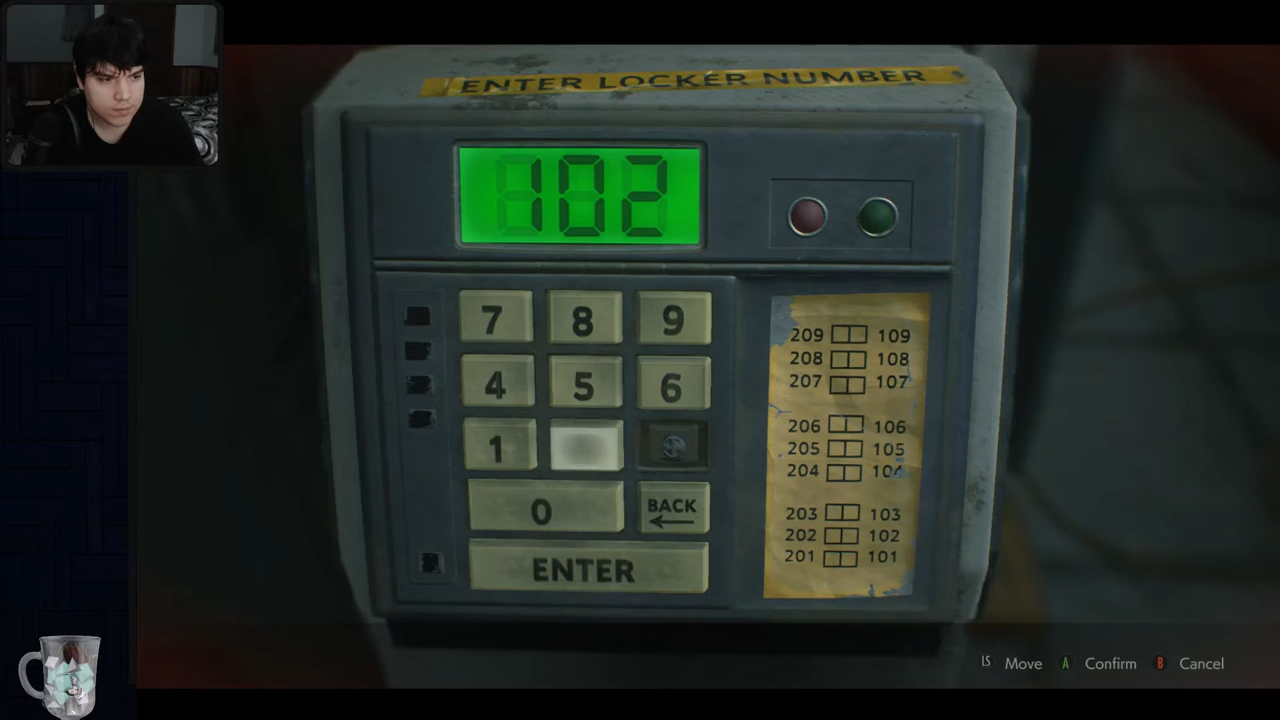 ENTER LOCKER NUMBER
102
7 8 9
4 5 6
1
0 BACK
ENTER
209 109
208 108
207 107
206 106
205 105
204 104
203 103
202 102
201 101
LS Move A Confirm B Cancel